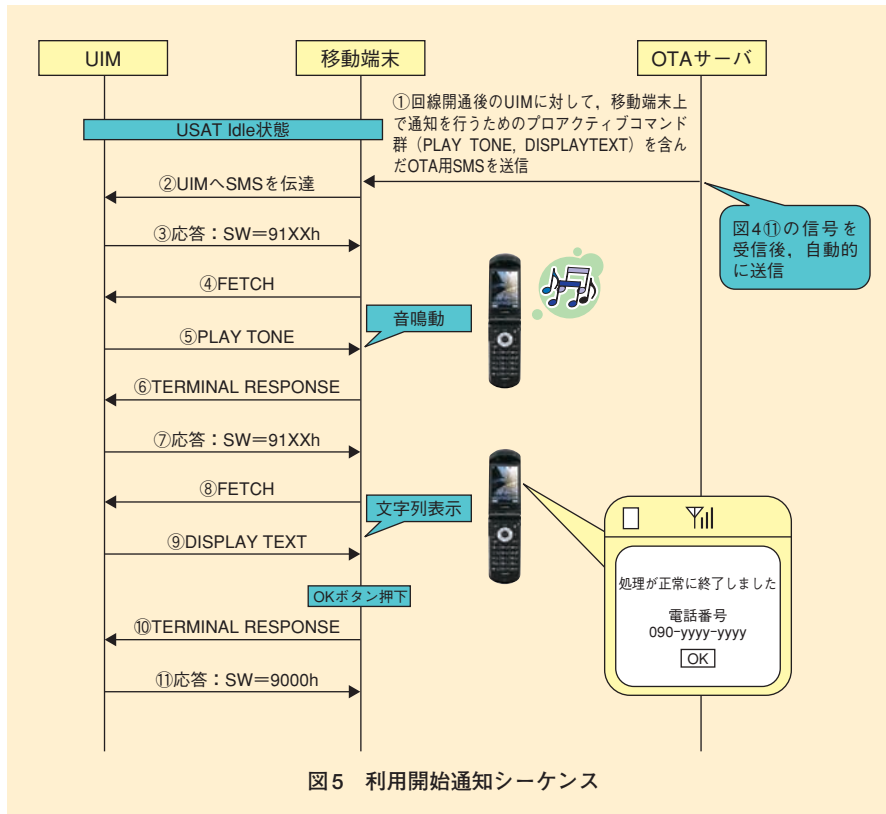 UIM
移動端末
OTAサーバ
USAT Idle状態
①回線開通後のUIMに対して，移動端末上
で通知を行うためのプロアクティブコマンド
群（PLAY TONE, DISPLAYTEXT）を含ん
だOTA用SMSを送信
②UIMへSMSを伝達
図4⑪の信号を
受信後，自動的
に送信
③応答：SW＝91XXh
④FETCH
音鳴動
⑤PLAY TONE
⑥TERMINAL RESPONSE
⑦応答：SW＝91XXh
⑧FETCH
文字列表示
⑨DISPLAY TEXT
処理が正常に終了しました
電話番号
090-yyyy-yyyy
OK
OKボタン押下
⑩TERMINAL RESPONSE
⑪応答：SW＝9000h
図5　利用開始通知シーケンス